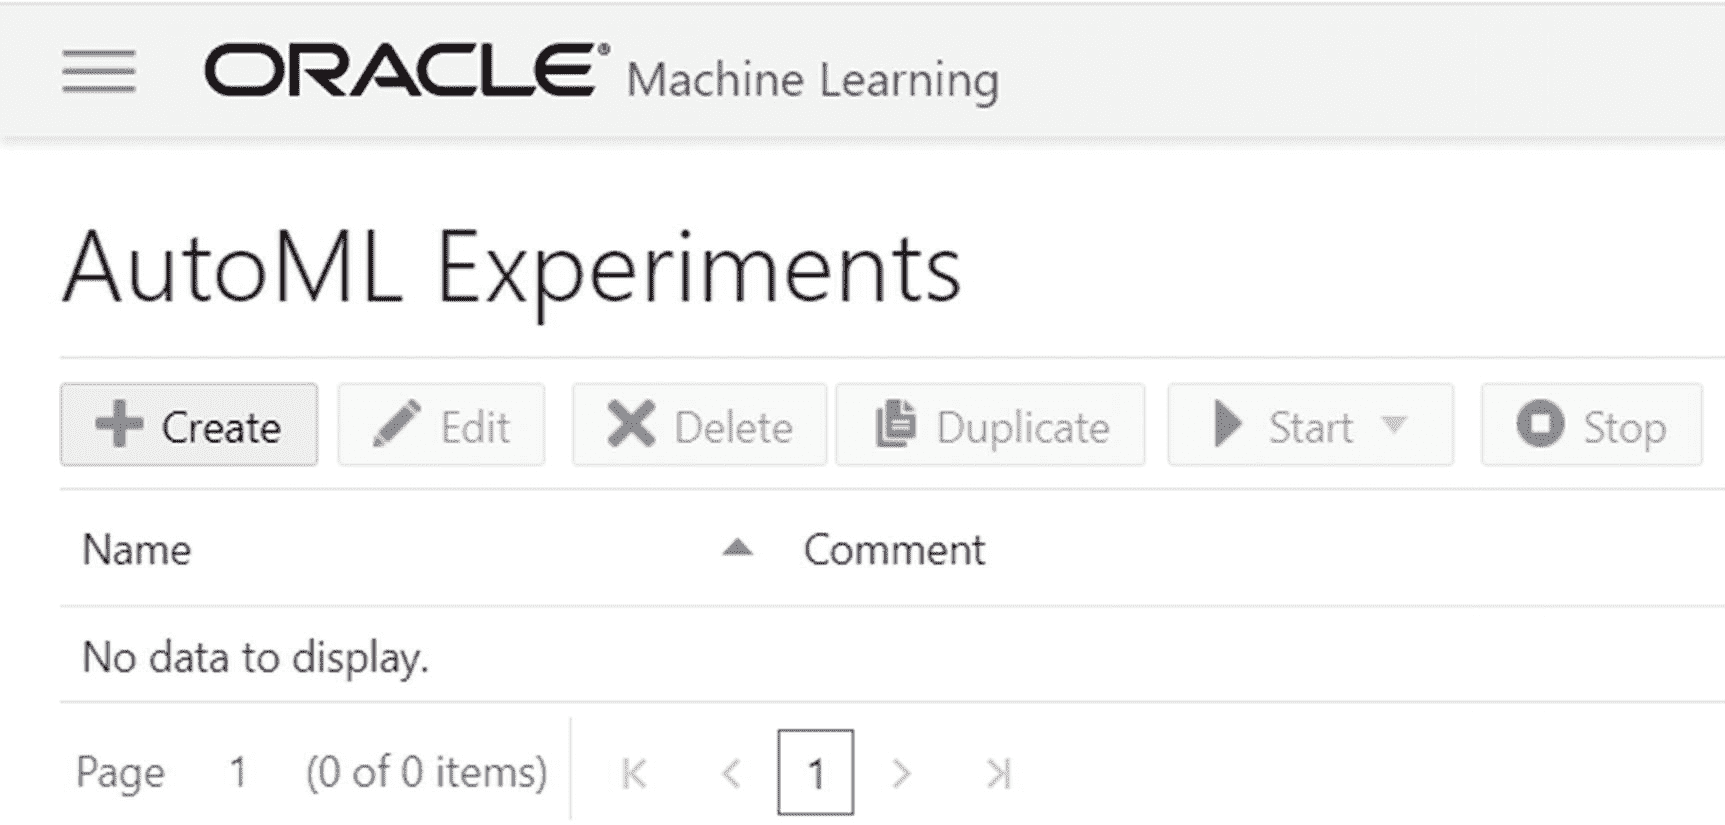 ORACLE® Machine Learning
AutoML Experiments
Create Edit Delete Duplicate Start Stop
Name Comment
No data to display.
Page 1 (0 of 0 items) 1